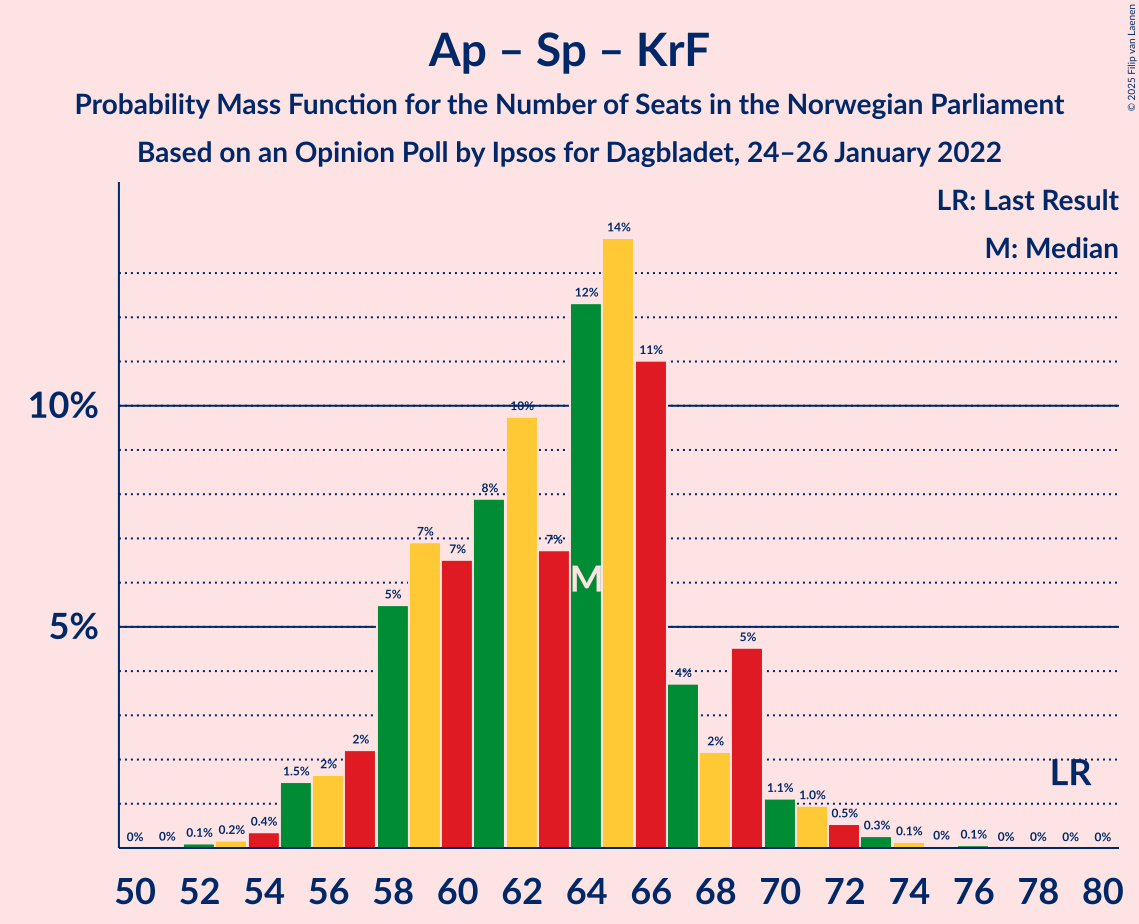 Ap – Sp – KrF
Probability Mass Function for the Number of Seats in the Norwegian Parliament
Based on an Opinion Poll by Ipsos for Dagbladet, 24–26 January 2022
© 2025 Filip van Laenen
LR: Last Result
M: Median
14%
12%
11%
10%
10%
8%
7%
7%
7%
M
5%
5%
5%
4%
2%
2%
2%
LR
1.5%
1.1%
1.0%
0.5%
0.4%
0.3%
0% 0% 0.1% 0.2% 0.1% 0% 0.1% 0% 0% 0% 0%
50 52 54 56 58 60 62 64 66 68 70 72 74 76 78 80